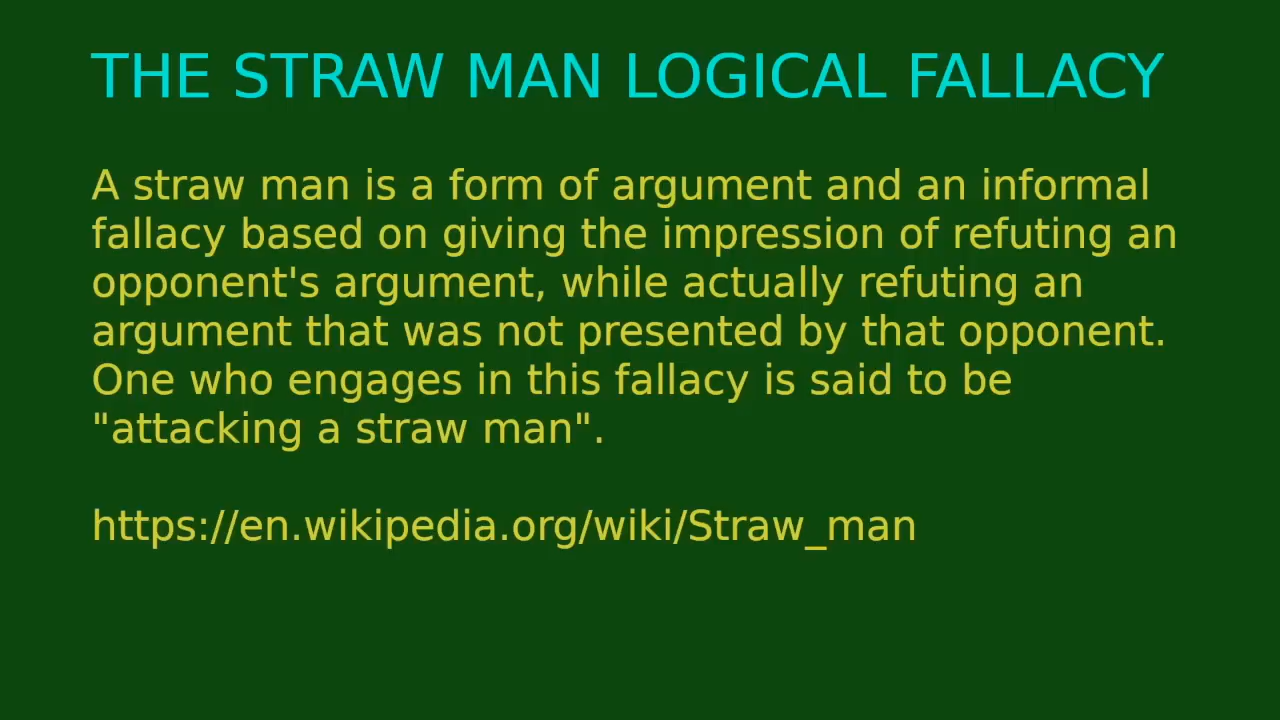 THE STRAW MAN LOGICAL FALLACY
A straw man is a form of argument and an informal
fallacy based on giving the impression of refuting an
opponent's argument, while actually refuting an
argument that was not presented by that opponent.
One who engages in this fallacy is said to be
"attacking a straw man".
https://en.wikipedia.org/wiki/Straw_man